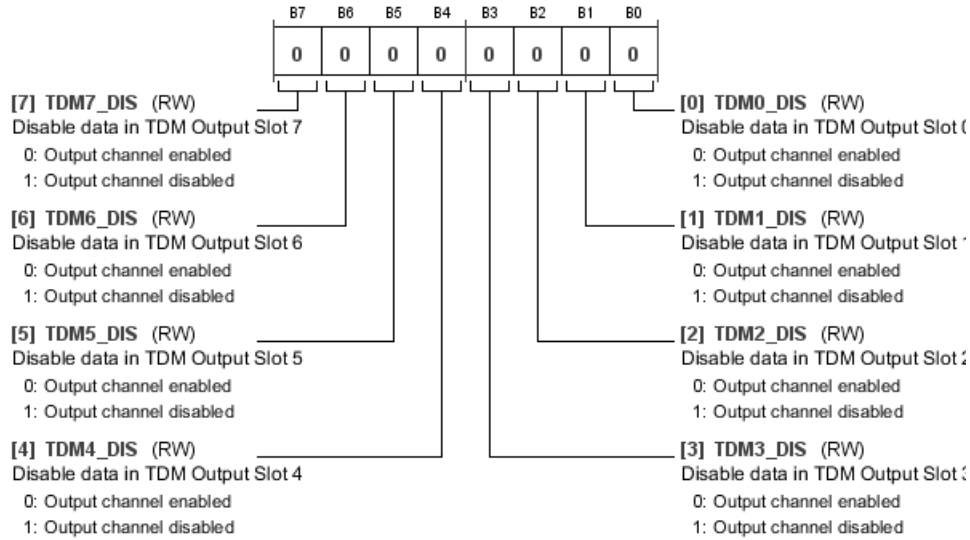 B7 B6 B5 B4 B3 B2 B1 B0
0 0 0 0 0 0 0 0
[7] TDM7_DIS (RW)
Disable data in TDM Output Slot 7
0: Output channel enabled
1: Output channel disabled
[6] TDM6_DIS (RW)
Disable data in TDM Output Slot 6
0: Output channel enabled
1: Output channel disabled
[5] TDM5_DIS (RW)
Disable data in TDM Output Slot 5
0: Output channel enabled
1: Output channel disabled
[4] TDM4_DIS (RW)
Disable data in TDM Output Slot 4
0: Output channel enabled
1: Output channel disabled
[0] TDM0_DIS (RW)
Disable data in TDM Output Slot 0
0: Output channel enabled
1: Output channel disabled
[1] TDM1_DIS (RW)
Disable data in TDM Output Slot 1
0: Output channel enabled
1: Output channel disabled
[2] TDM2_DIS (RW)
Disable data in TDM Output Slot 2
0: Output channel enabled
1: Output channel disabled
[3] TDM3_DIS (RW)
Disable data in TDM Output Slot 3
0: Output channel enabled
1: Output channel disabled